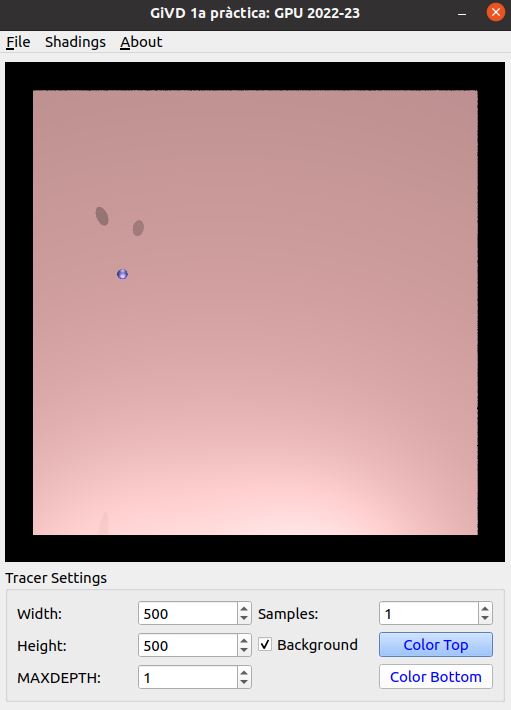 GiVD 1a pràctica: GPU 2022-23
File Shadings About
Tracer Settings
Width: 500 Samples: 1
Height: 500 Background Color Top
MAXDEPTH: 1 Color Bottom